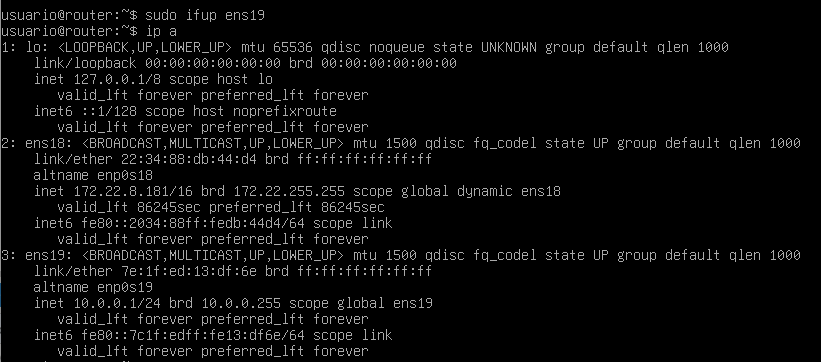 usuario@router:~$ sudo ifup ens19
usuario@router:~$ ip a
1: lo: <LOOPBACK,UP,LOWER_UP> mtu 65536 qdisc noqueue state UNKNOWN group default qlen 1000
    link/loopback 00:00:00:00:00:00 brd 00:00:00:00:00:00
    inet 127.0.0.1/8 scope host lo
       valid_lft forever preferred_lft forever
    inet6 ::1/128 scope host noprefixroute
       valid_lft forever preferred_lft forever
2: ens18: <BROADCAST,MULTICAST,UP,LOWER_UP> mtu 1500 qdisc fq_codel state UP group default qlen 1000
    link/ether 22:34:88:db:44:d4 brd ff:ff:ff:ff:ff:ff
    altname enp0s18
    inet 172.22.8.181/16 brd 172.22.255.255 scope global dynamic ens18
       valid_lft 86245sec preferred_lft 86245sec
    inet6 fe80::2034:88ff:fedb:44d4/64 scope link
       valid_lft forever preferred_lft forever
3: ens19: <BROADCAST,MULTICAST,UP,LOWER_UP> mtu 1500 qdisc fq_codel state UP group default qlen 1000
    link/ether 7e:1f:ed:13:df:6e brd ff:ff:ff:ff:ff:ff
    altname enp0s19
    inet 10.0.0.1/24 brd 10.0.0.255 scope global ens19
       valid_lft forever preferred_lft forever
    inet6 fe80::7c1f:edff:fe13:df6e/64 scope link
       valid_lft forever preferred_lft forever